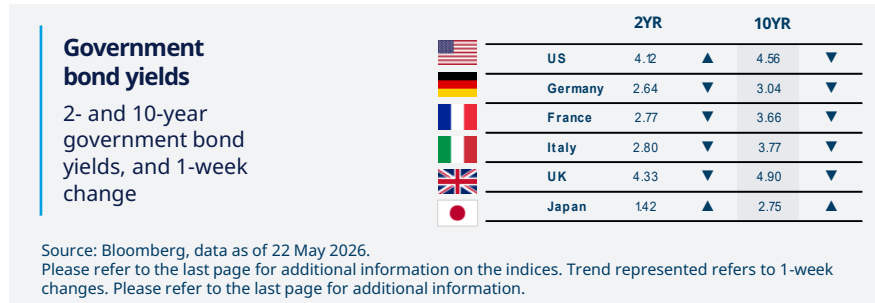 2YR 10YR
Government
bond yields
2- and 10-year
government bond
yields, and 1-week
change
US 4.12 ▲ 4.56 ▼
Germany 2.64 ▼ 3.04 ▼
France 2.77 ▼ 3.66 ▼
Italy 2.80 ▼ 3.77 ▼
UK 4.33 ▼ 4.90 ▼
Japan 1.42 ▲ 2.75 ▲
Source: Bloomberg, data as of 22 May 2026.
Please refer to the last page for additional information on the indices. Trend represented refers to 1-week
changes. Please refer to the last page for additional information.